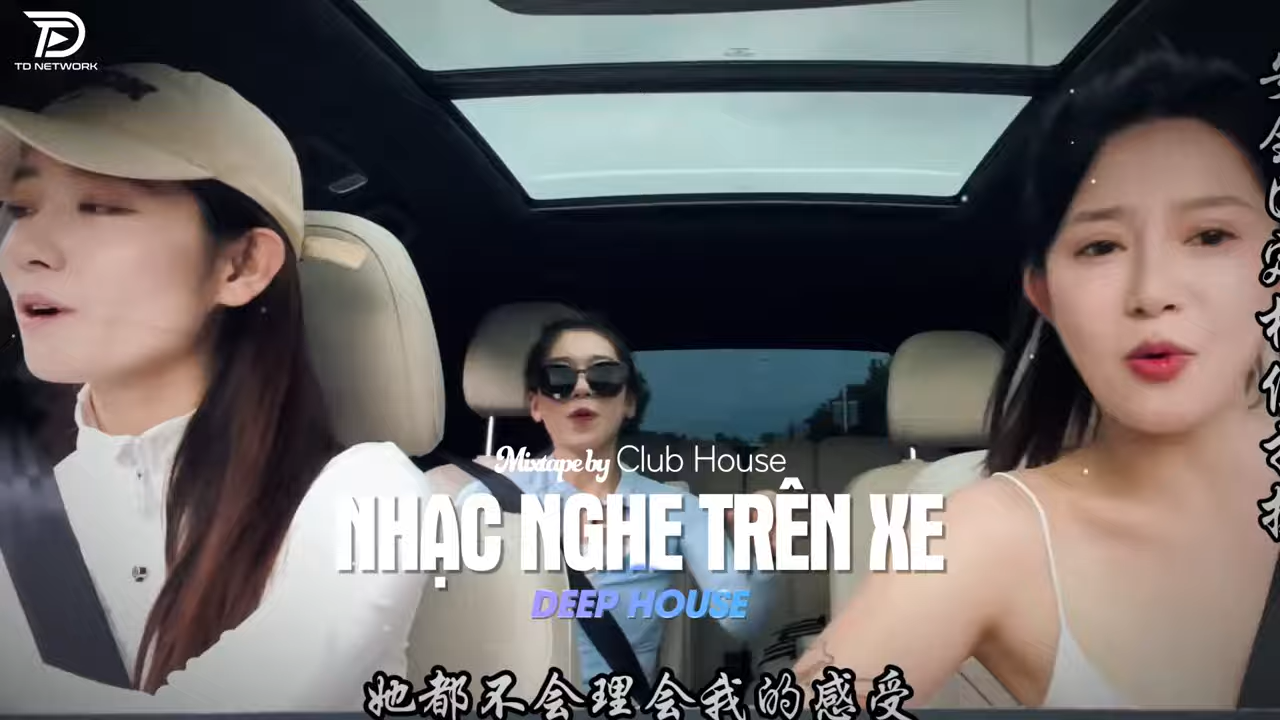 TD NETWORK
Mixtape by Club House
NHẠC NGHE TRÊN XE
DEEP HOUSE
她都不会理会我的感受